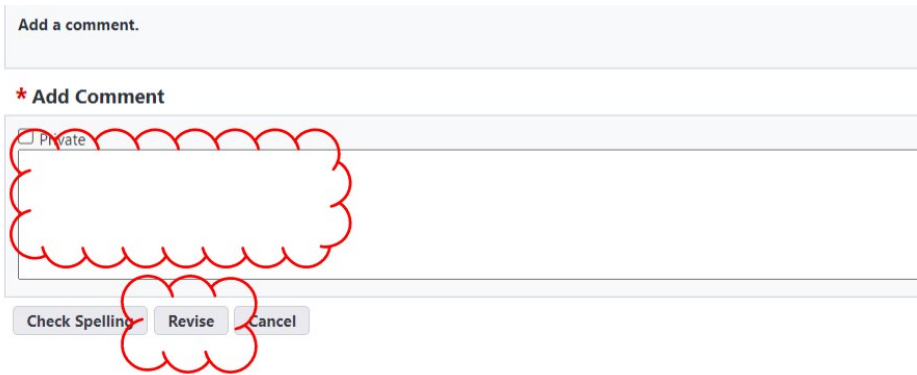 Add a comment.
* Add Comment
Private
Check Spelling Revise Cancel